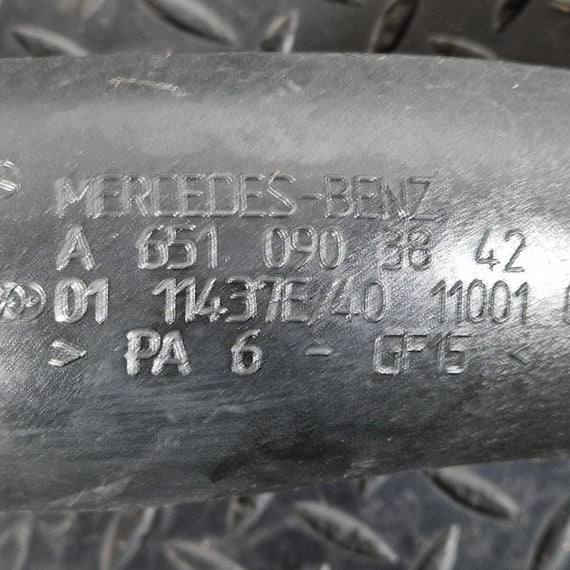 MERCEDES-BENZ
A 651 090 38 42
01 11437E/40 11001
> PA 6 - GF15 <